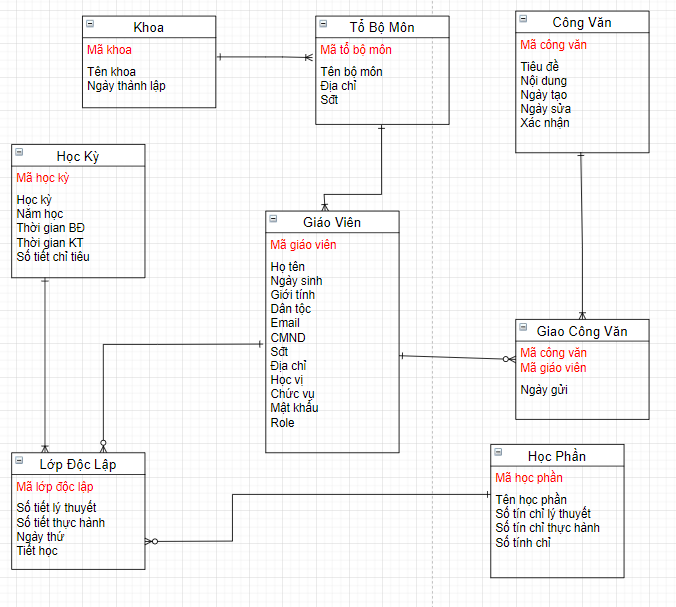 Khoa
Mã khoa
Tên khoa
Ngày thành lập
Tổ Bộ Môn
Mã tổ bộ môn
Tên bộ môn
Địa chỉ
Sđt
Công Văn
Mã công văn
Tiêu đề
Nội dung
Ngày tạo
Ngày sửa
Xác nhận
Học Kỳ
Mã học kỳ
Học kỳ
Năm học
Thời gian BĐ
Thời gian KT
Số tiết chỉ tiêu
Giáo Viên
Mã giáo viên
Họ tên
Ngày sinh
Giới tính
Dân tộc
Email
CMND
Sđt
Địa chỉ
Học vị
Chức vụ
Mật khẩu
Role
Giao Công Văn
Mã công văn
Mã giáo viên
Ngày gửi
Lớp Độc Lập
Mã lớp độc lập
Số tiết lý thuyết
Số tiết thực hành
Ngày thứ
Tiết học
Học Phần
Mã học phần
Tên học phần
Số tín chỉ lý thuyết
Số tín chỉ thực hành
Số tính chỉ